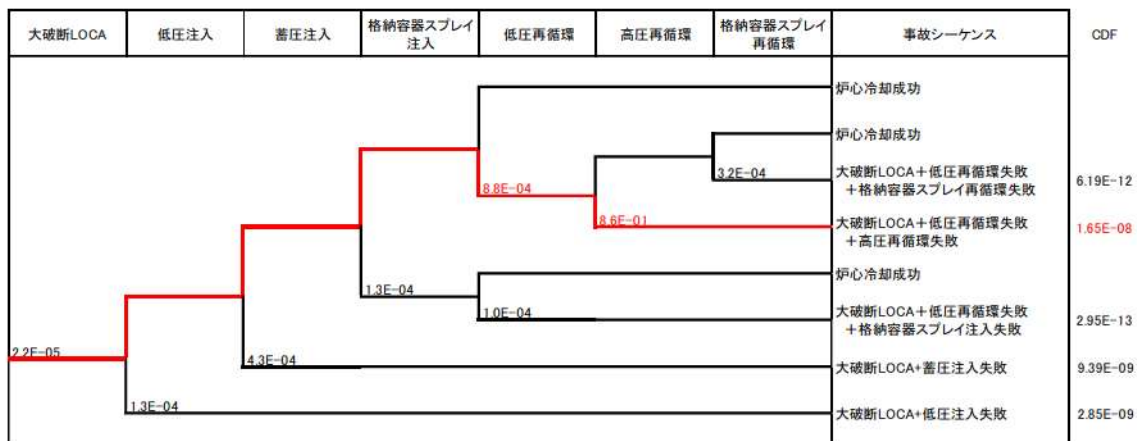 大破断LOCA 低圧注入 蓄圧注入 格納容器スプレイ注入 低圧再循環 高圧再循環 格納容器スプレイ再循環 事故シーケンス CDF
炉心冷却成功
炉心冷却成功
3.2E-04 大破断LOCA+低圧再循環失敗
+格納容器スプレイ再循環失敗 6.19E-12
8.8E-04
8.6E-01 大破断LOCA+低圧再循環失敗
+高圧再循環失敗 1.65E-08
炉心冷却成功
1.3E-04
1.0E-04 大破断LOCA+低圧再循環失敗
+格納容器スプレイ注入失敗 2.95E-13
2.2E-05
4.3E-04 大破断LOCA+蓄圧注入失敗 9.39E-09
1.3E-04 大破断LOCA+低圧注入失敗 2.85E-09